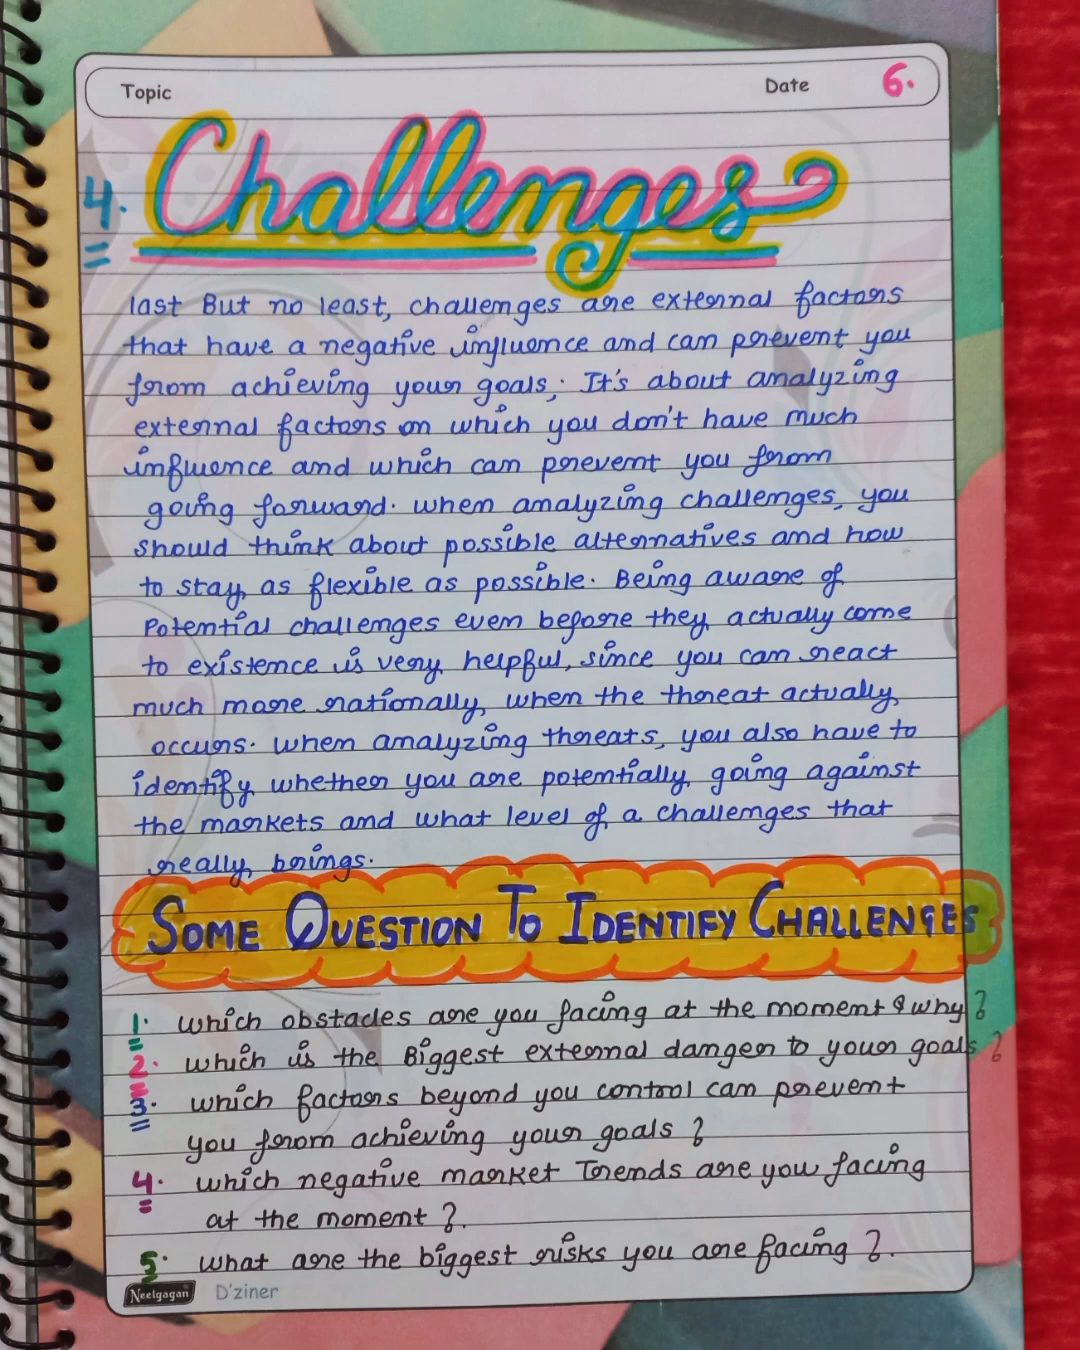 Topic
Date 6.
4. Challenges
last But no least, challenges are external factors
that have a negative influence and can prevent you
from achieving your goals; It's about analyzing
external factors on which you don't have much
influence and which can prevent you from
going forward. when analyzing challenges, you
should think about possible alternatives and how
to stay as flexible as possible. Being aware of
Potential challenges even before they actually come
to existence is very helpful, since you can react
much more rationally, when the threat actually
occurs. when analyzing threats, you also have to
identify whether you are potentially going against
the markets and what level of a challenges that
really brings.
SOME QUESTION TO IDENTIFY CHALLENGES
1. which obstacles are you facing at the moment & why?
2. which is the Biggest external danger to your goals?
3. which factors beyond you control can prevent
you from achieving your goals?
4. which negative market Trends are you facing
at the moment?.
5. what are the biggest risks you are facing?.
Neelgagan D'ziner